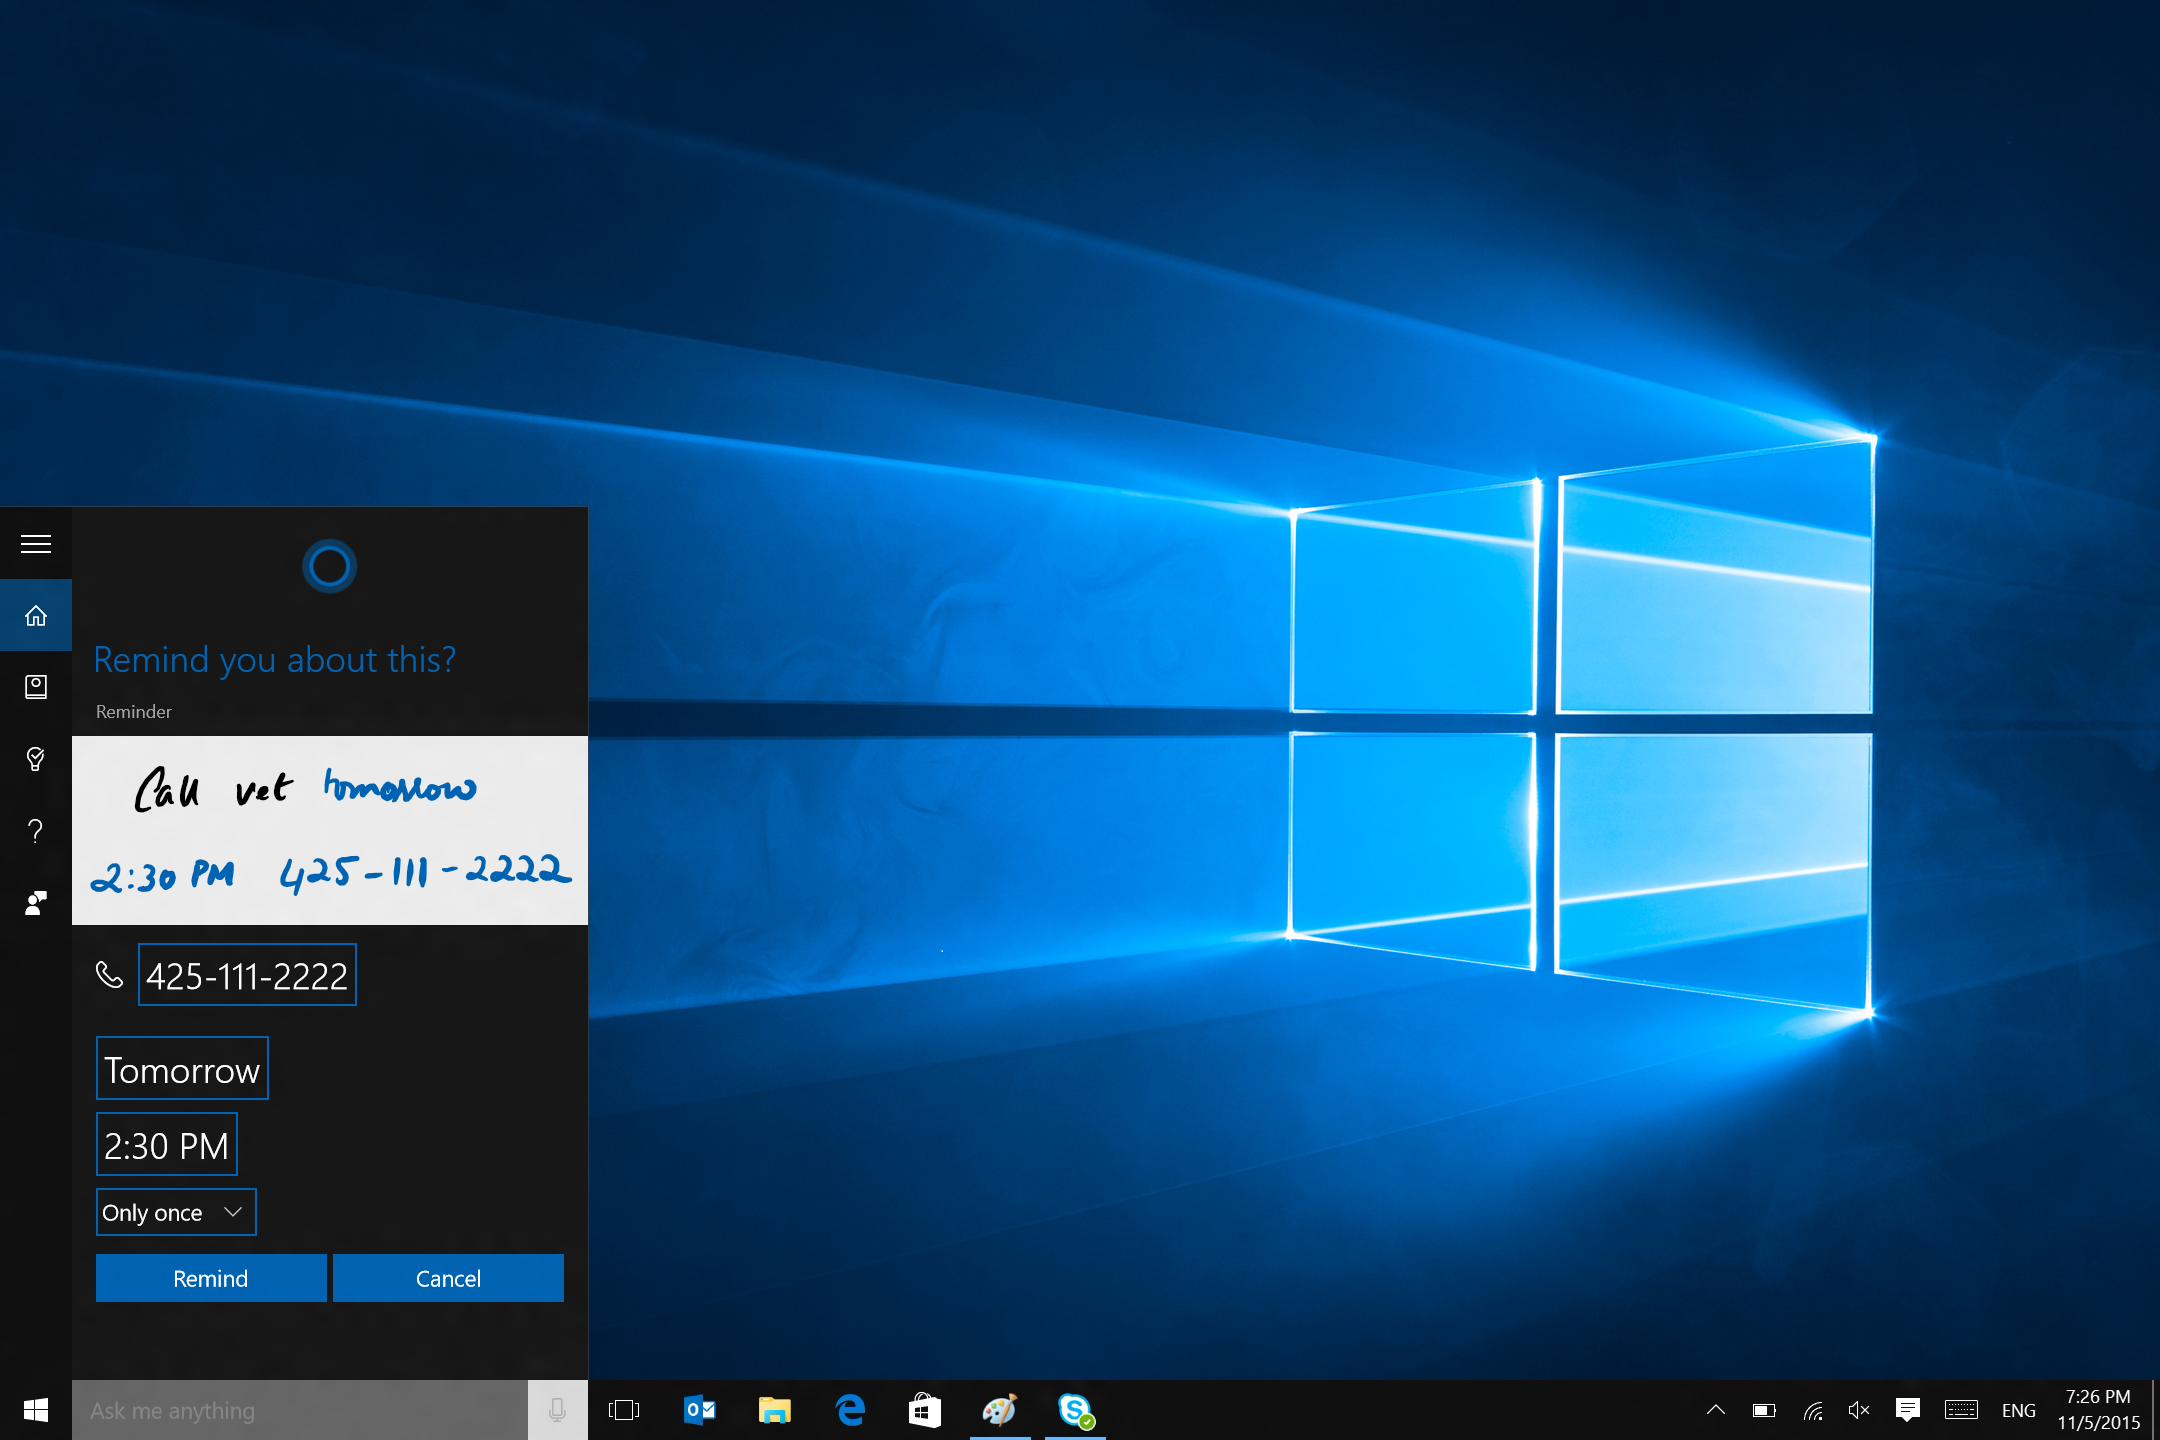 Remind you about this?
Reminder
Call vet tomorrow
2:30 PM 425-111-2222
425-111-2222
Tomorrow
2:30 PM
Only once
Remind Cancel
Ask me anything
ENG
7:26 PM
11/5/2015